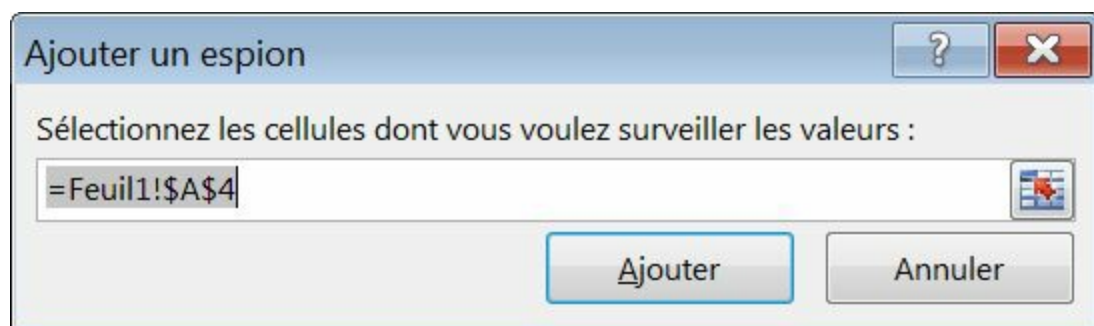 Ajouter un espion
?
Sélectionnez les cellules dont vous voulez surveiller les valeurs :
=Feuil1!$A$4
Ajouter Annuler